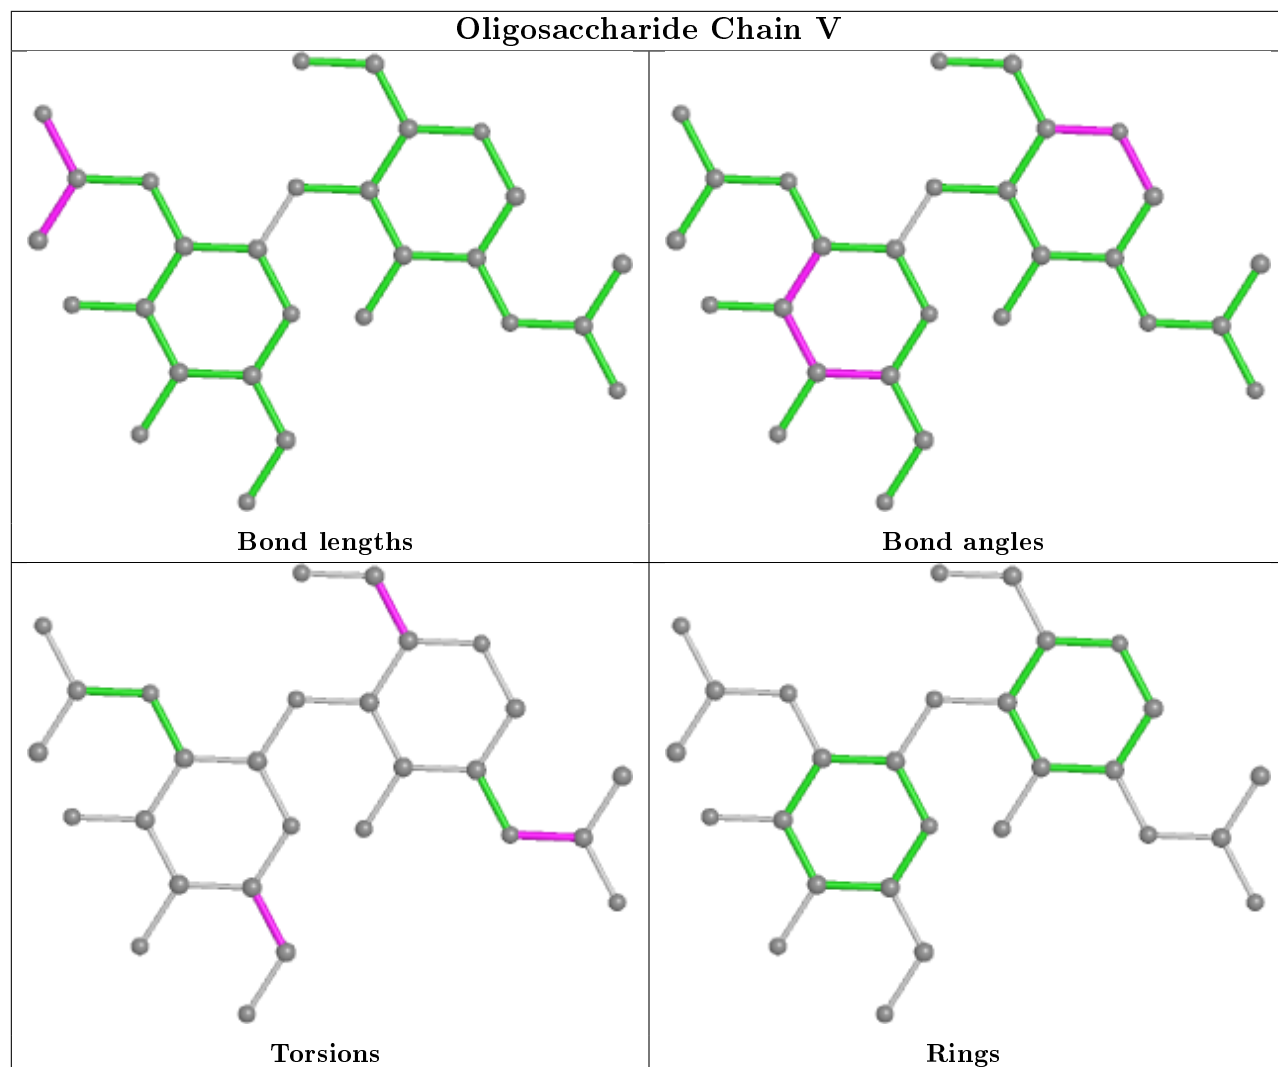 Oligosaccharide Chain V
Bond lengths
Bond angles
Torsions
Rings